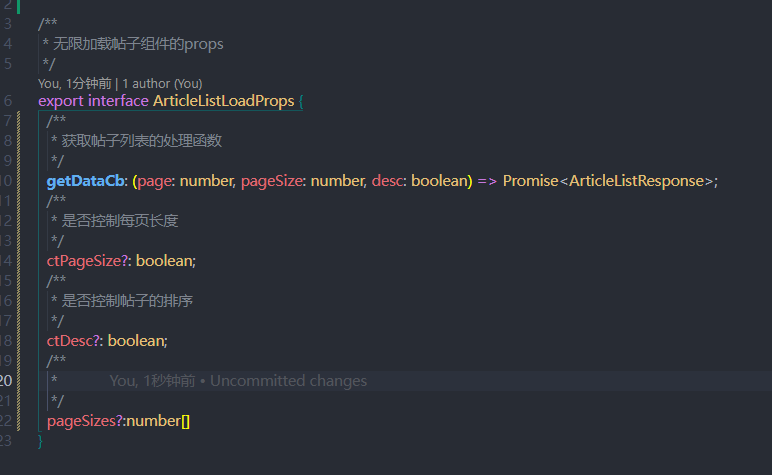 2
3 /**
4 * 无限加载帖子组件的props
5 */
You, 1分钟前 | 1 author (You)
6 export interface ArticleListLoadProps {
7 /**
8 * 获取帖子列表的处理函数
9 */
10 getDataCb: (page: number, pageSize: number, desc: boolean) => Promise<ArticleListResponse>;
11 /**
12 * 是否控制每页长度
13 */
14 ctPageSize?: boolean;
15 /**
16 * 是否控制帖子的排序
17 */
18 ctDesc?: boolean;
19 /**
20 * You, 1秒钟前 • Uncommitted changes
21 */
22 pageSizes?:number[]
23 }